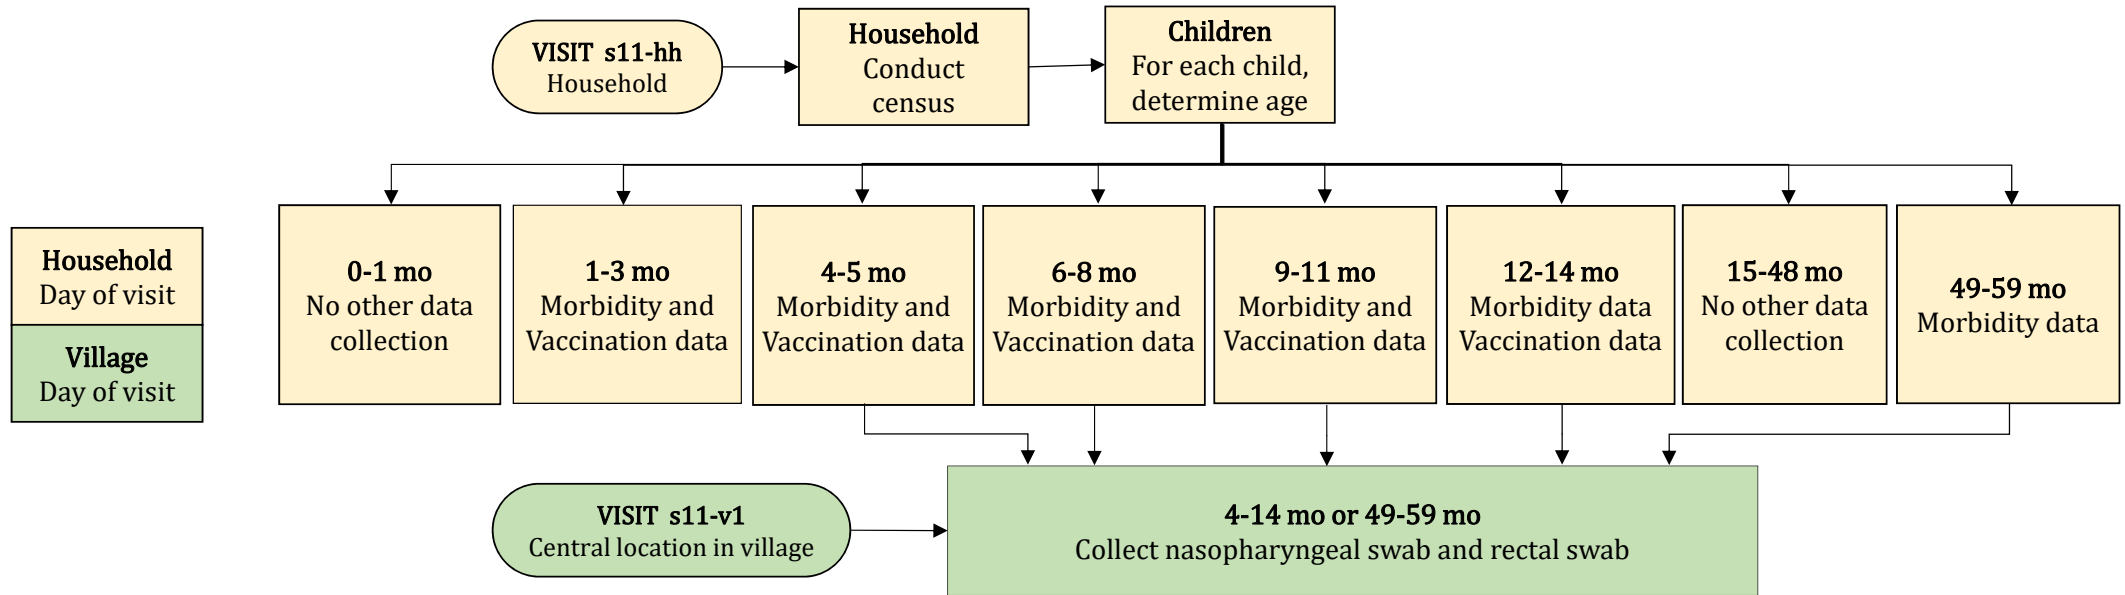 VISIT s11-hh
Household
Household
Conduct
census
Children
For each child,
determine age
Household
Day of visit
Village
Day of visit
0-1 mo
No other data
collection
1-3 mo
Morbidity and
Vaccination data
4-5 mo
Morbidity and
Vaccination data
6-8 mo
Morbidity and
Vaccination data
9-11 mo
Morbidity and
Vaccination data
12-14 mo
Morbidity data
Vaccination data
15-48 mo
No other data
collection
49-59 mo
Morbidity data
VISIT s11-v1
Central location in village
4-14 mo or 49-59 mo
Collect nasopharyngeal swab and rectal swab